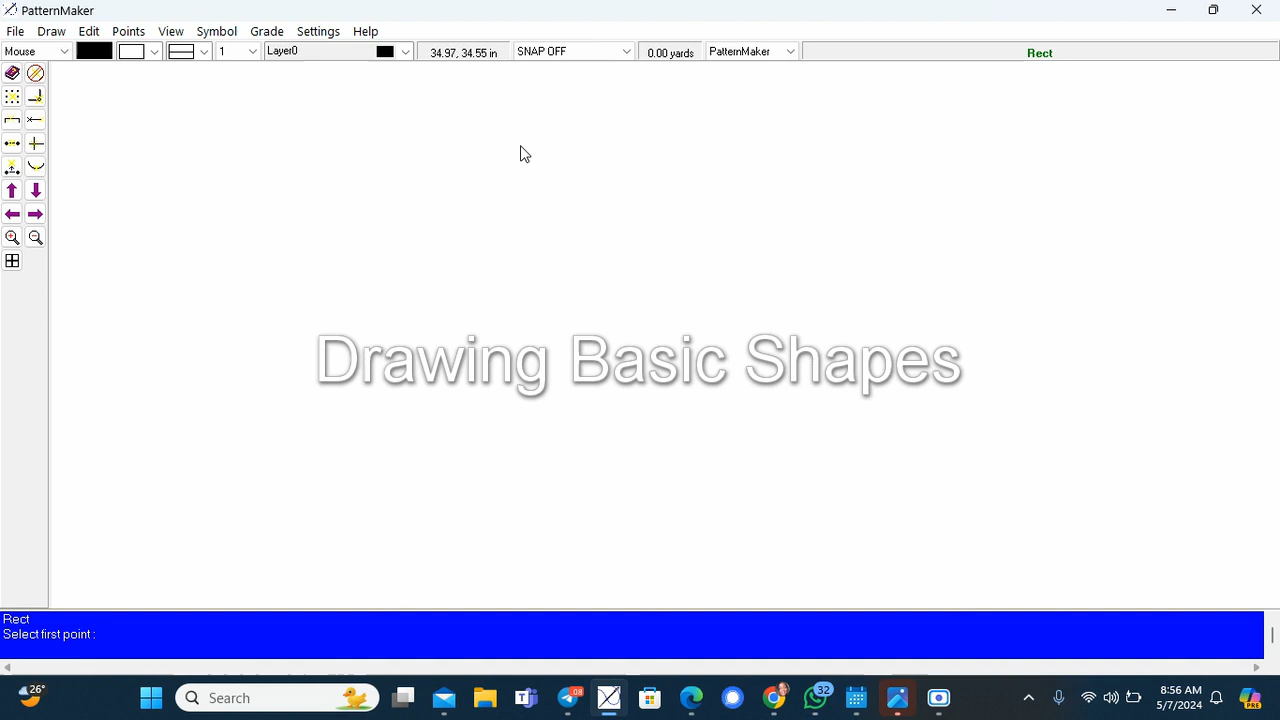 PatternMaker
File Draw Edit Points View Symbol Grade Settings Help
Mouse 1 Layer0 34.97, 34.55 in SNAP OFF 0.00 yards PatternMaker Rect
Drawing Basic Shapes
Rect
Select first point :
26°
Search
08
32
8:56 AM
5/7/2024
PRE